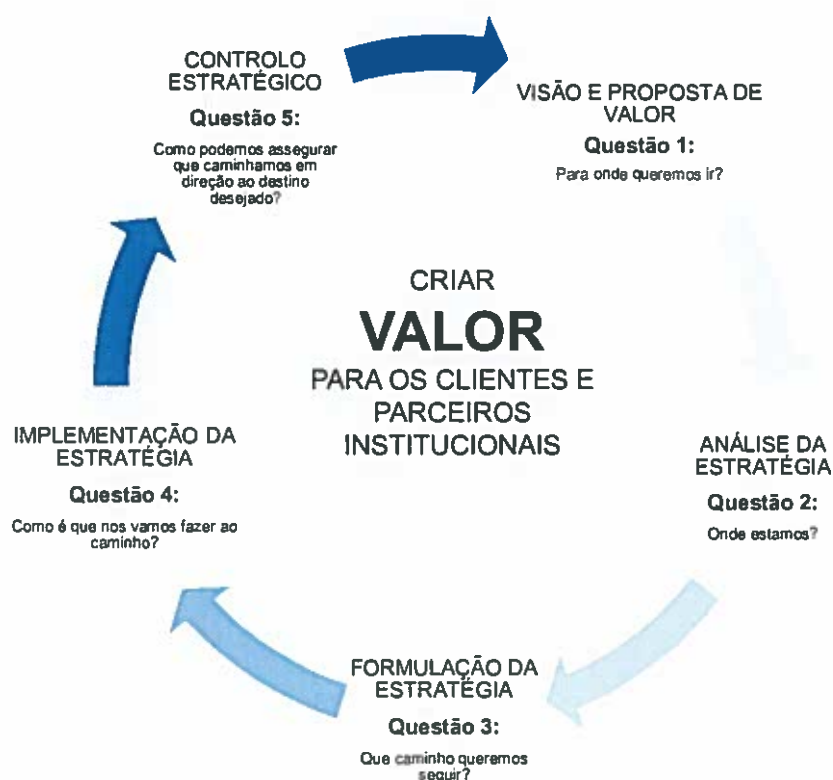 CONTROLO
ESTRATÉGICO
Questão 5:
Como podemos assegurar
que caminhamos em
direção ao destino
desejado?
VISÃO E PROPOSTA DE
VALOR
Questão 1:
Para onde queremos ir?
CRIAR
VALOR
PARA OS CLIENTES E
PARCEIROS
INSTITUCIONAIS
IMPLEMENTAÇÃO DA
ESTRATÉGIA
Questão 4:
Como é que nos vamos fazer ao
caminho?
ANÁLISE DA
ESTRATÉGIA
Questão 2:
Onde estamos?
FORMULAÇÃO DA
ESTRATÉGIA
Questão 3:
Que caminho queremos
seguir?